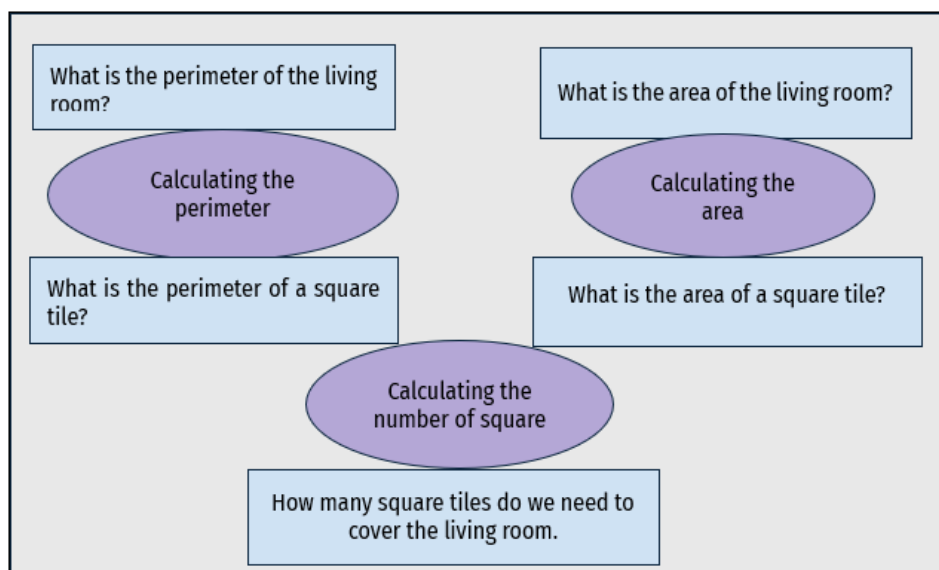 What is the perimeter of the living
room?
What is the area of the living room?
Calculating the
perimeter
Calculating the
area
What is the perimeter of a square
tile?
What is the area of a square tile?
Calculating the
number of square
How many square tiles do we need to
cover the living room.